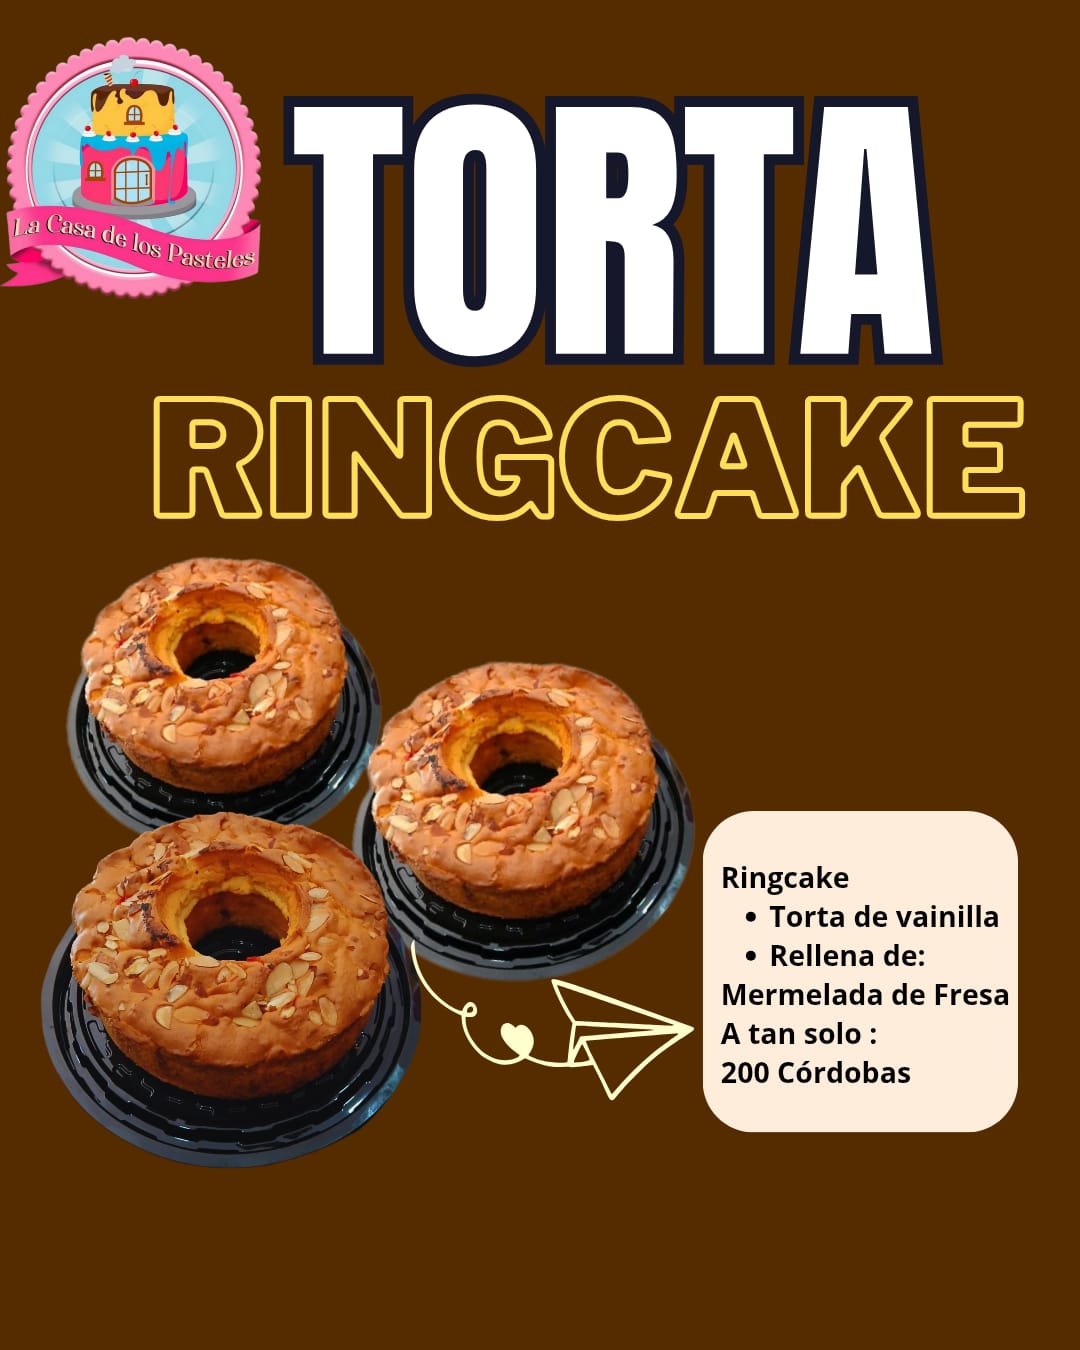 La Casa de los Pasteles
TORTA
RINGCAKE
Ringcake
• Torta de vainilla
• Rellena de:
Mermelada de Fresa
A tan solo :
200 Córdobas